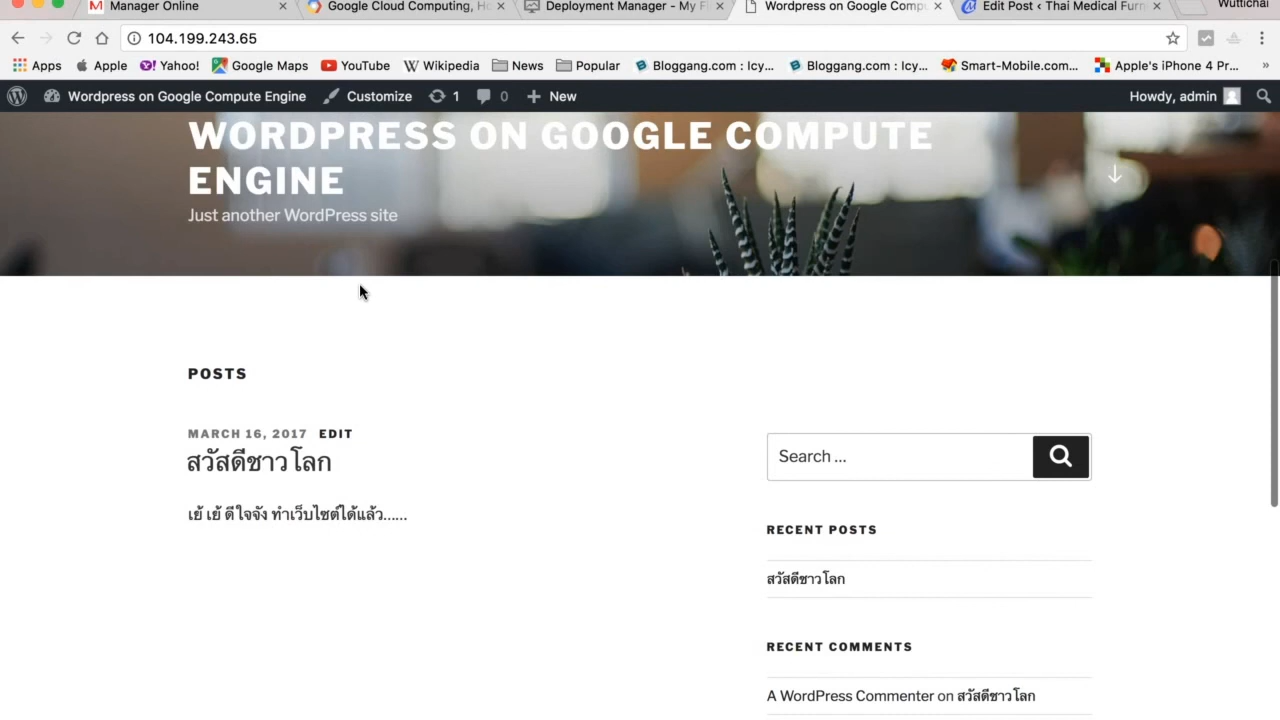 Manager Online
Google Cloud Computing, Ho
Deployment Manager - My Fi
Wordpress on Google Compu
Edit Post ‹ Thai Medical Furn
Wuttichai
104.199.243.65
Apps
Apple
Yahoo!
Google Maps
YouTube
Wikipedia
News
Popular
Bloggang.com : Icy...
Bloggang.com : Icy...
Smart-Mobile.com...
Apple's iPhone 4 Pr...
»
Wordpress on Google Compute Engine
Customize
1
0
New
Howdy, admin
WORDPRESS ON GOOGLE COMPUTE
ENGINE
Just another WordPress site
POSTS
MARCH 16, 2017 EDIT
สวัสดีชาวโลก
เย้ เย้ ดีใจจัง ทำเว็บไซต์ได้แล้ว……
Search ...
RECENT POSTS
สวัสดีชาวโลก
RECENT COMMENTS
A WordPress Commenter on สวัสดีชาวโลก